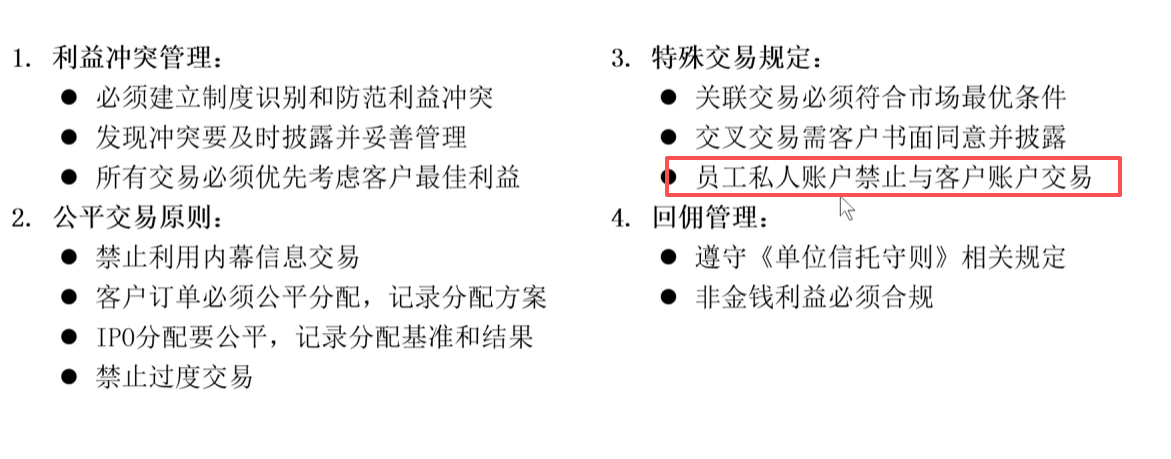 1. 利益冲突管理：
● 必须建立制度识别和防范利益冲突
● 发现冲突要及时披露并妥善管理
● 所有交易必须优先考虑客户最佳利益
2. 公平交易原则：
● 禁止利用内幕信息交易
● 客户订单必须公平分配，记录分配方案
● IPO分配要公平，记录分配基准和结果
● 禁止过度交易
3. 特殊交易规定：
● 关联交易必须符合市场最优条件
● 交叉交易需客户书面同意并披露
● 员工私人账户禁止与客户账户交易
4. 回佣管理：
● 遵守《单位信托守则》相关规定
● 非金钱利益必须合规